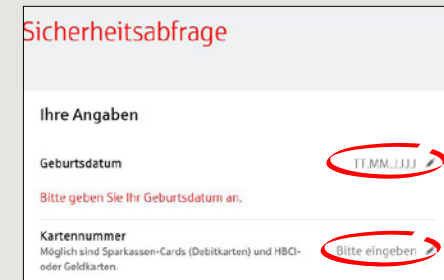 Sicherheitsabfrage
Ihre Angaben
Geburtsdatum TT.MM.JJJJ
Bitte geben Sie Ihr Geburtsdatum an.
Kartennummer
Möglich sind Sparkassen-Cards (Debitkarten) und HBCI- Bitte eingeben
oder Geldkarten.